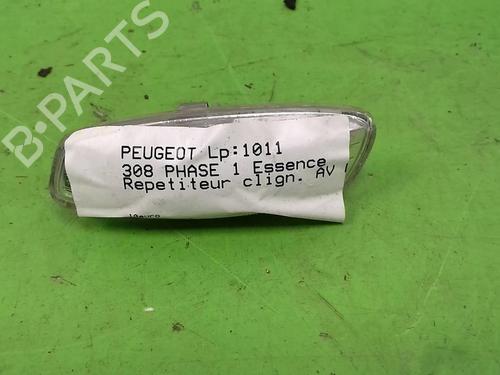 B-PARTS
PEUGEOT Lp:1011
308 PHASE 1 Essence
Repetiteur clign. AV